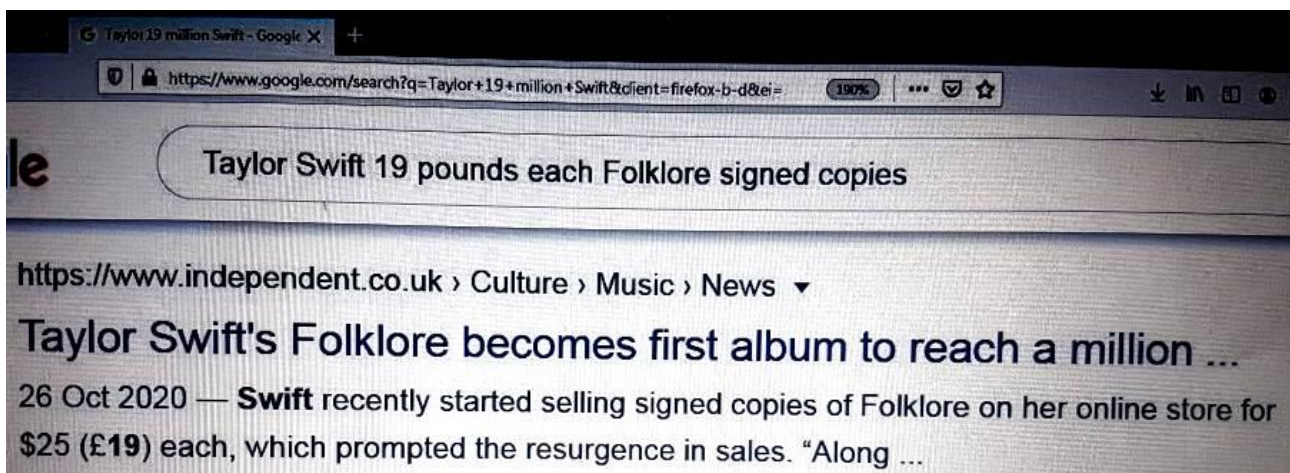 G Taylor 19 million Swift - Google X +
https://www.google.com/search?q=Taylor+19+million+Swift&client=firefox-b-d&ei= 190% ...
le Taylor Swift 19 pounds each Folklore signed copies
https://www.independent.co.uk › Culture › Music › News
Taylor Swift's Folklore becomes first album to reach a million ...
26 Oct 2020 — Swift recently started selling signed copies of Folklore on her online store for
$25 (£19) each, which prompted the resurgence in sales. “Along ...